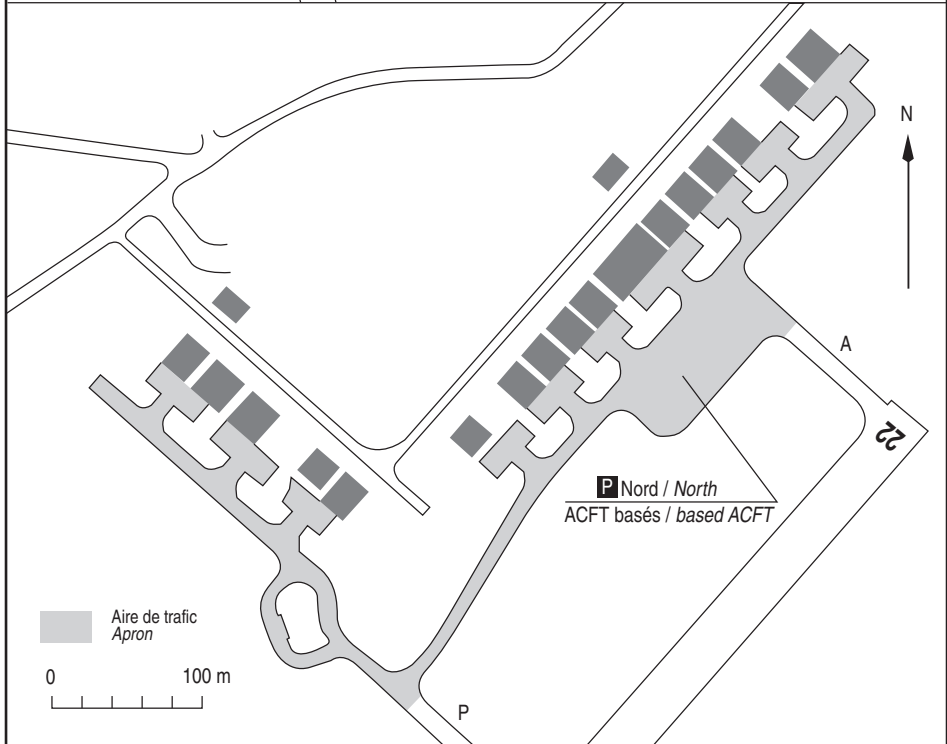 N
A
22
P Nord / North
ACFT basés / based ACFT
Aire de trafic
Apron
0 100 m
P